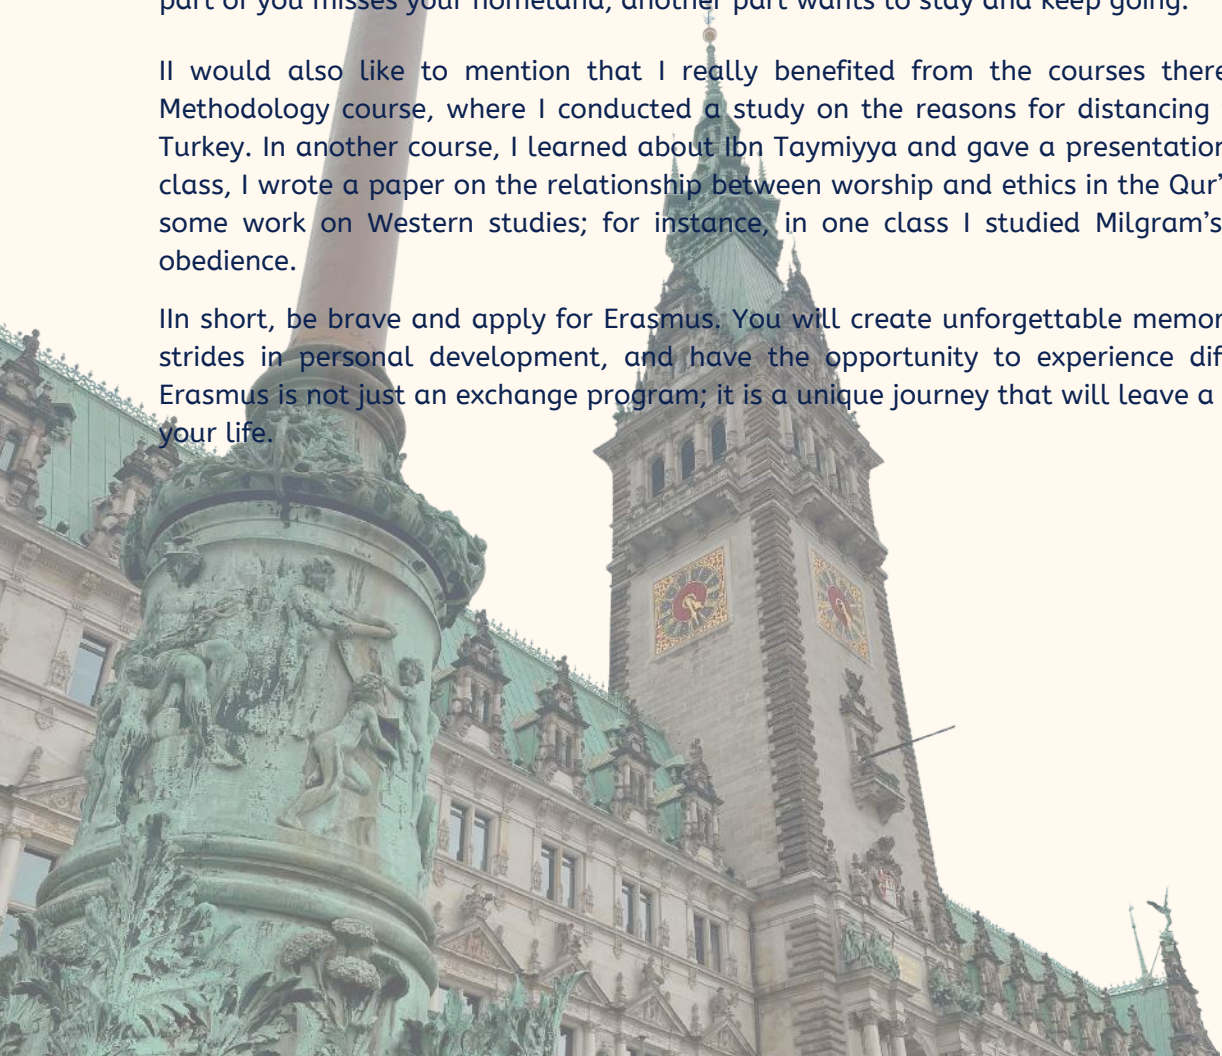 part of you misses your homeland, another part wants to stay and keep going.
II would also like to mention that I really benefited from the courses there
Methodology course, where I conducted a study on the reasons for distancing
Turkey. In another course, I learned about Ibn Taymiyya and gave a presentation
class, I wrote a paper on the relationship between worship and ethics in the Qur’
some work on Western studies; for instance, in one class I studied Milgram’s
obedience.
IIn short, be brave and apply for Erasmus. You will create unforgettable memor
strides in personal development, and have the opportunity to experience dif
Erasmus is not just an exchange program; it is a unique journey that will leave a
your life.